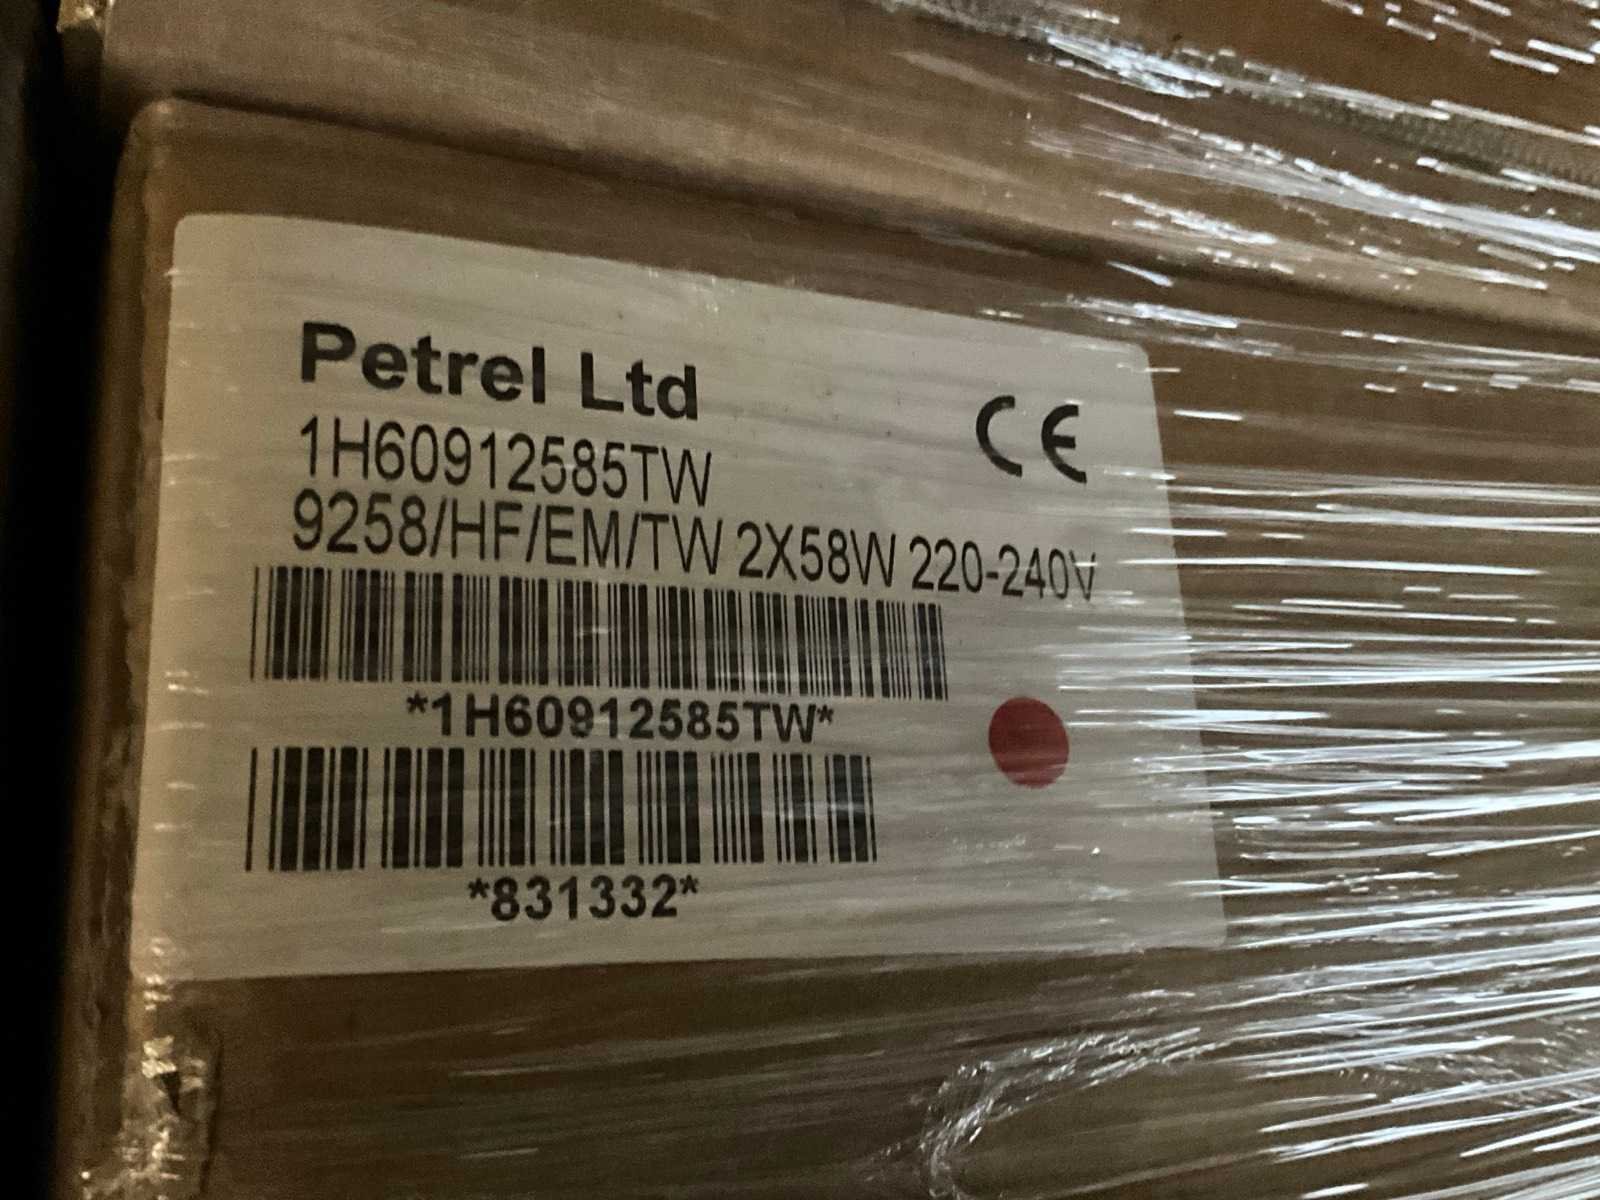 Petrel Ltd
CE
1H60912585TW
9258/HF/EM/TW 2X58W 220-240V
*1H60912585TW*
*831332*